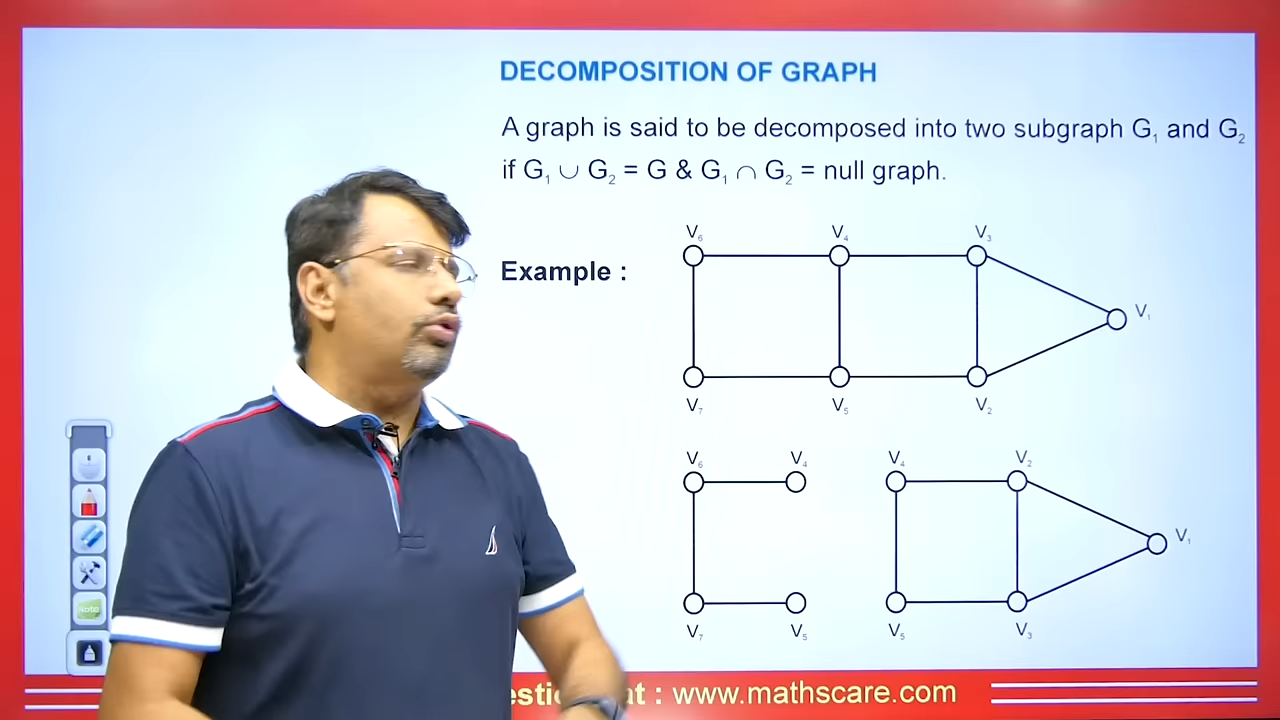 DECOMPOSITION OF GRAPH
A graph is said to be decomposed into two subgraph G₁ and G₂
if G₁ ∪ G₂ = G & G₁ ∩ G₂ = null graph.
Example :
V₆ V₄ V₃
V₁
V₇ V₅ V₂
V₆ V₄ V₄ V₂
V₁
V₇ V₅ V₅ V₃
Note
at : www.mathscare.com